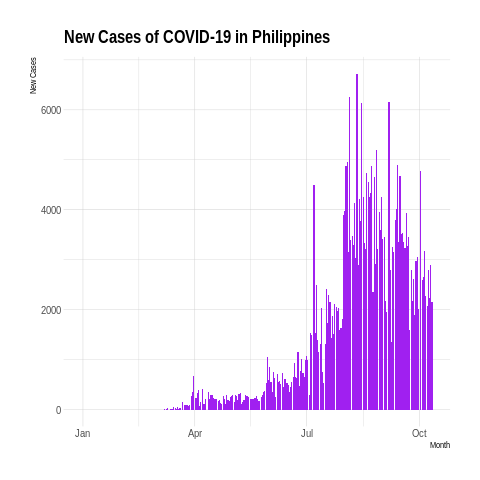 New Cases of COVID-19 in Philippines
New Cases
6000
4000
2000
0
Jan
Apr
Jul
Oct
Month